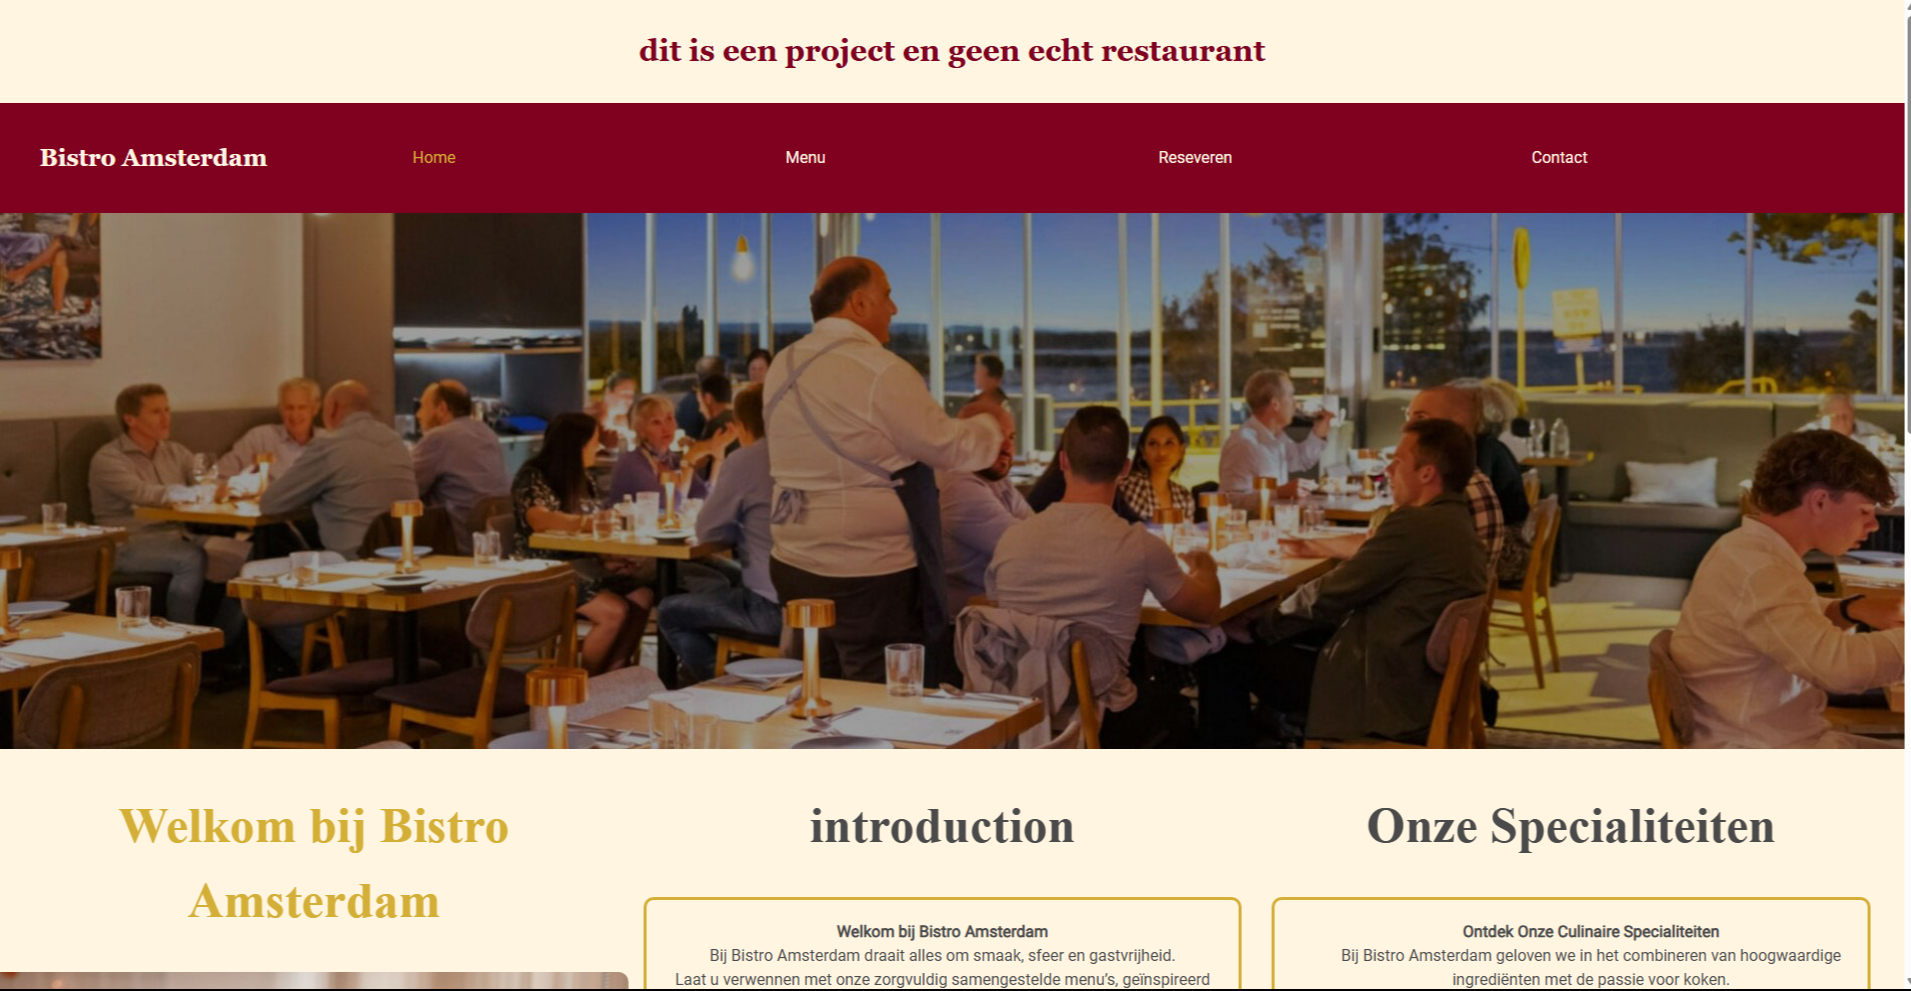 dit is een project en geen echt restaurant
Bistro Amsterdam
Home
Menu
Reseveren
Contact
Welkom bij Bistro
Amsterdam
introduction
Welkom bij Bistro Amsterdam
Bij Bistro Amsterdam draait alles om smaak, sfeer en gastvrijheid.
Laat u verwennen met onze zorgvuldig samengestelde menu's, geïnspireerd
Onze Specialiteiten
Ontdek Onze Culinaire Specialiteiten
Bij Bistro Amsterdam geloven we in het combineren van hoogwaardige
ingrediënten met de passie voor koken.